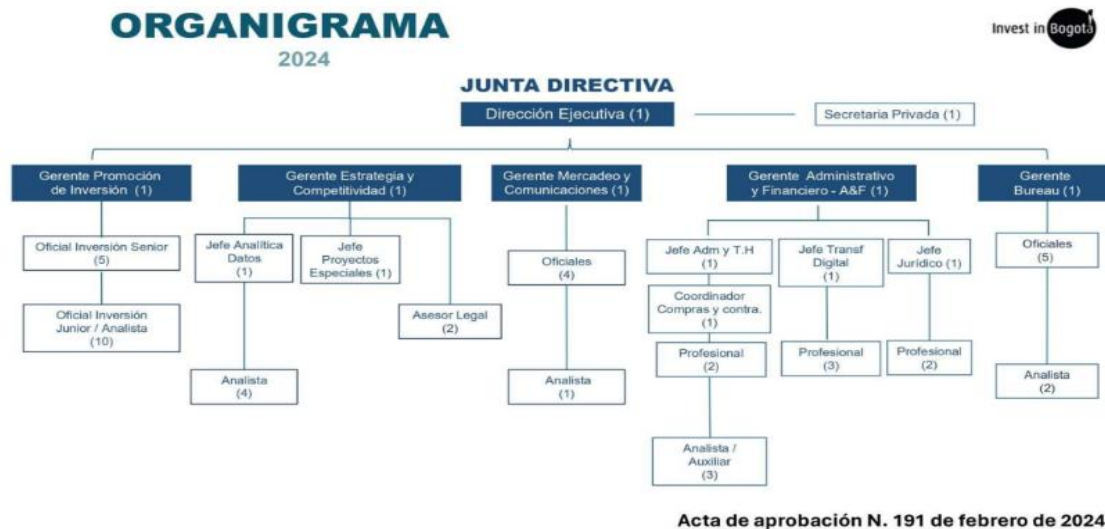 ORGANIGRAMA
2024
Invest in Bogotá
JUNTA DIRECTIVA
Dirección Ejecutiva (1)
Secretaria Privada (1)
Gerente Promoción
de Inversión (1)
Gerente Estrategia y
Competitividad (1)
Gerente Mercadeo y
Comunicaciones (1)
Gerente Administrativo
y Financiero - A&F (1)
Gerente
Bureau (1)
Oficial Inversión Senior
(5)
Oficial Inversión
Junior / Analista
(10)
Jefe Analítica
Datos
(1)
Jefe
Proyectos
Especiales (1)
Asesor Legal
(2)
Analista
(4)
Oficiales
(4)
Analista
(1)
Jefe Adm y T.H
(1)
Coordinador
Compras y contra.
(1)
Profesional
(2)
Analista /
Auxiliar
(3)
Jefe Transf
Digital
(1)
Profesional
(3)
Jefe
Jurídico (1)
Profesional
(2)
Oficiales
(5)
Analista
(2)
Acta de aprobación N. 191 de febrero de 2024